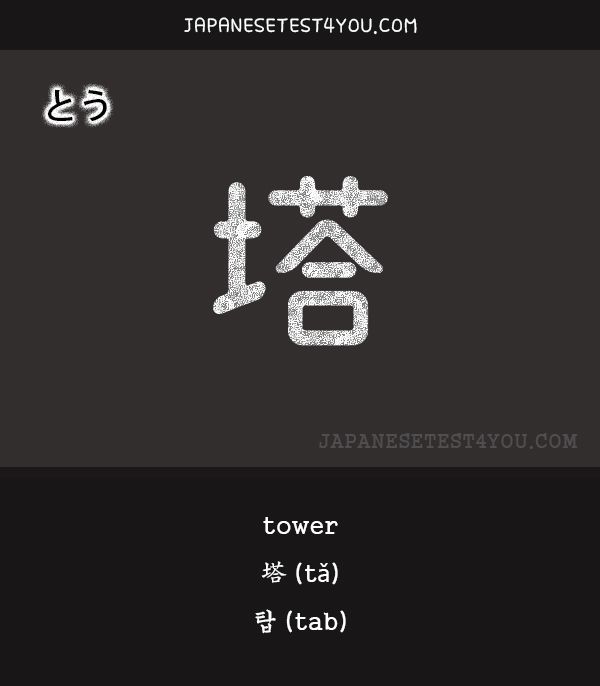 JAPANESETEST4YOU.COM
とう
塔
JAPANESETEST4YOU.COM
tower
塔 (tǎ)
탑 (tab)